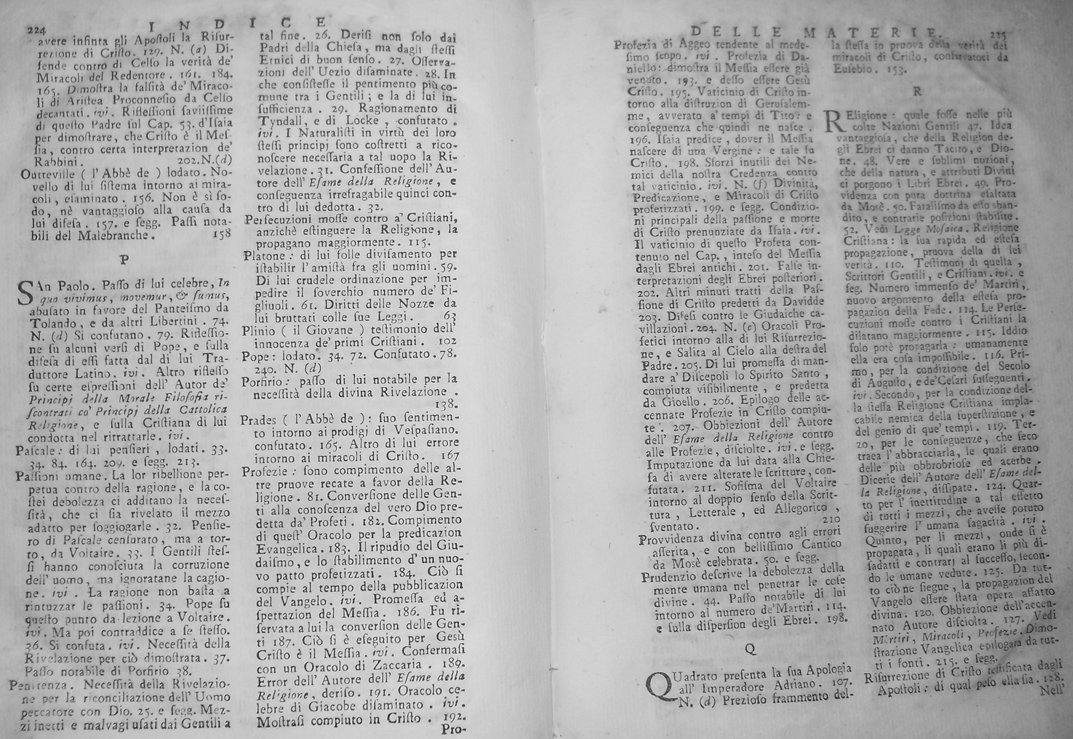 224
I N D I C E
avere infinta gli Apoſtoli la Riſur-
rezione di Criſto. 129. N. (a) Di-
fende contro di Celſo la verità de'
Miracoli del Redentore. 161. 184.
165. Dimoſtra la falſità de' Miraco-
li di Ariſtea Proconneſio da Celſo
decantati. ivi. Rifleſſioni ſaviiſſime
di queſto Padre ſul Cap. 53. d'Iſaia
per dimoſtrare, che Criſto è il Meſ-
ſia, contro certa interpretazion de'
Rabbini. 202.N.(d)
Outteville ( l'Abbè de ) lodato. No-
vello di lui ſiſtema intorno ai mira-
coli, eſaminato. 156. Non è sì ſo-
do, nè vantaggioſo alla cauſa da
lui difeſa. 157. e ſegg. Paſſi nota-
bili del Malebranche. 158
P
SAn Paolo. Paſſo di lui celebre, In
quo vivimus, movemur, & ſumus,
abuſato in favore del Panteiſmo da
Tolando, e da altri Libertini. 74.
N. (d) Si confutano. 79. Rifleſſio-
ne ſu alcuni verſi di Pope, e ſulla
difeſa di eſſi fatta dal di lui Tra-
duttore Latino. ivi. Altro rifleſſo
ſu certe eſpreſſioni dell' Autor de'
Principj della Morale Filoſofia ri-
ſcontrati co' Principj della Cattolica
Religione, e ſulla Criſtiana di lui
condotta nel ritrattarle. ivi.
Paſcale: di lui penſieri, lodati. 33.
34. 84. 164. 209. e ſegg. 213.
Paſſioni umane. La lor ribellione per-
petua contro della ragione, e la co-
ſtei debolezza ci additano la neceſ-
ſità, che ci ſia rivelato il mezzo
adatto per ſoggiogarle. 32. Penſie-
ro di Paſcale cenſurato, ma a tor-
to, da Voltaire. 33. I Gentili ſteſ-
ſi hanno conoſciuta la corruzione
dell' uomo, ma ignoratane la cagio-
ne. ivi. La ragione non baſta a
rintuzzar le paſſioni. 34. Pope ſu
queſto punto da lezione a Voltaire.
ivi. Ma poi contraddice a ſe ſteſſo.
36. Si confuta. ivi. Neceſſità della
Rivelazione per ciò dimoſtrata. 37.
Paſſo notabile di Porfirio 38.
Penitenza. Neceſſità della Rivelazio-
ne per la riconciliazione dell' Uomo
peccatore con Dio. 25. e ſegg. Mez-
zi inetti e malvagi uſati dai Gentili a
tal fine. 26. Deriſi non ſolo dai
Padri della Chieſa, ma dagli ſteſſi
Etnici di buon ſenſo. 27. Oſſerva-
zioni dell' Uezio diſaminate. 28. In
che conſiſteſſe il pentimento più co-
mune tra i Gentili; e la di lui in-
ſufficienza. 29. Ragionamento di
Tyndall, e di Locke, confutato.
ivi. I Naturaliſti in virtù dei loro
ſteſſi principj ſono coſtretti a rico-
noſcere neceſſaria a tal uopo la Ri-
velazione. 31. Confeſſione dell' Au-
tore dell' Eſame della Religione, e
conſeguenza irrefragabile quinci con-
tro di lui dedotta. 32.
Perſecuzioni moſſe contro a' Criſtiani,
anzichè eſtinguere la Religione, la
propagano maggiormente. 115.
Platone: di lui folle diviſamento per
iſtabilir l'amiſtà fra gli uomini. 59.
Di lui crudele ordinazione per im-
pedire il ſoverchio numero de' Fi-
gliuoli. 61. Diritti delle Nozze da
lui bruttati colle ſue Leggi. 63
Plinio ( il Giovane ) teſtimonio dell'
innocenza de' primi Criſtiani. 102
Pope: lodato. 34. 72. Confutato. 78.
240. N. (d)
Porfirio: paſſo di lui notabile per la
neceſſità della divina Rivelazione.
138.
Prades ( l'Abbè de ): ſuo ſentimen-
to intorno ai prodigj di Veſpaſiano.
confutato. 165. Altro di lui errore
intorno ai miracoli di Criſto. 167
Profezie: ſono compimento delle al-
tre pruove recate a favor della Re-
ligione. 81. Converſione delle Gen-
ti alla conoſcenza del vero Dio pre-
detta da' Profeti. 182. Compimento
di queſt' Oracolo per la predicazion
Evangelica. 183. Il ripudio del Giu-
daiſmo, e lo ſtabilimento d'un nuo-
vo patto profetizzati. 184. Ciò ſi
compie al tempo della pubblicazion
del Vangelo. ivi. Promeſſa ed a-
ſpettazion del Meſſia. 186. Fu ri-
ſervata a lui la converſion delle Gen-
ti 187. Ciò ſi è eſeguito per Gesù
Criſto è il Meſſia. ivi. Confermaſi
con un Oracolo di Zaccaria. 189.
Error dell' Autore dell' Eſame della
Religione, deriſo. 191. Oracolo ce-
lebre di Giacobe diſaminato. ivi.
Moſtraſi compiuto in Criſto. 192.
Pro-
DELLE MATERIE. 225
Profezia di Aggeo tendente al mede-
ſimo ſcopo. ivi. Profezia di Da-
niello: dimoſtra il Meſſia eſſere già
venuto. 193. e deſſo eſſere Gesù
Criſto. 195. Vaticinio di Criſto in-
torno alla diſtruzion di Geruſalem-
me, avverato a' tempi di Tito: e
conſeguenza che quindi ne naſce.
196. Iſaia predice, dover il Meſſia
naſcere di una Vergine: e tale fu
Criſto. 198. Sforzi inutili dei Ne-
mici della noſtra Credenza contro
tal vaticinio. ivi. N. (ſ) Divinità,
Predicazione, e Miracoli di Criſto
profetizzati. 199. e ſegg. Condizio-
ni principali della paſſione e morte
di Criſto prenunziate da Iſaia. ivi.
Il vaticinio di queſto Profeta con-
tenuto nel Cap., inteſo del Meſſia
dagli Ebrei antichi. 201. Falſe in-
terpretazioni degli Ebrei poſteriori.
202. Altri minuti tratti della Paſ-
ſione di Criſto predetti da Davidde
203. Difeſi contro le Giudaiche ca-
villazioni. 204. N. (c) Oracoli Pro-
fetici intorno alla di lui Riſurrezio-
ne, e Salita al Cielo alla deſtra del
Padre. 205. Di lui promeſſa di man-
dare a' Diſcepoli lo Spirito Santo,
compiuta viſibilmente, e predetta
da Gioello. 206. Epilogo delle ac-
cennate Profezie in Criſto compiu-
te. 207. Obbiezzioni dell' Autore
dell' Eſame della Religione contro
alle Profezie, diſciolte. ivi. e ſegg.
Imputazione da lui data alla Chie-
ſa di avere alterate le ſcritture, con-
futata. 211. Sofiſma del Voltaire
intorno al doppio ſenſo della Scrit-
tura, Letterale, ed Allegorico,
ſventato. 210
Provvidenza divina contro agli errori
aſſerita, e con belliſſimo Cantico
da Mosè celebrata. 50. e ſegg.
Prudenzio deſcrive la debolezza della
mente umana nel penetrar le coſe
divine. 44. Paſſo notabile di lui
intorno al numero de'Martiri. 114.
e ſulla diſperſion degli Ebrei. 198.
Q
QUadrato preſenta la ſua Apologia
all' Imperadore Adriano. 107.
N. (d) Prezioſo frammento del-
la ſteſſa in pruova della verità dei
miracoli di Criſto, conſervatoci da
Euſebio. 153.
R
REligione: quale foſſe nelle più
colte Nazioni Gentili 47. Idea
vantaggioſa, che della Religion de-
gli Ebrei ci danno Tacito, e Dio-
ne. 48. Vere e ſublimi nozioni,
che della natura, e attributi Divini
ci porgono i Libri Ebrei. 49. Pro-
videnza con pura dottrina eſaltata
da Mosè. 50. Fataliſmo da eſſo sban-
dito, e contrarie poſizioni ſtabilite.
52. Vedi Legge Moſaica. Religione
Criſtiana: la ſua rapida ed eſteſa
propagazione, pruova della di lei
verità. 110. Teſtimonj di quella,
Scrittori Gentili, e Criſtiani. ivi. e
ſeg. Numero immenſo de' Martiri,
nuovo argomento della eſteſa pro-
pagazion della Fede. 114. Le Perſe-
cuzioni moſſe contro i Criſtiani la
dilatano maggiormente. 115. Iddio
ſolo potè propagarla: umanamente
ella era coſa impoſſibile. 116. Pri-
mo, per la condizione del Secolo
di Auguſto, e de'Ceſari ſuſſeguenti.
ivi. Secondo, per la condizione del-
la ſteſſa Religione Criſtiana impla-
cabile nemica della ſuperſtizione, e
del genio di que' tempi. 119. Ter-
zo, per le conſeguenze, che ſeco
traea l'abbracciarla, le quali erano
delle più obbrobrioſe ed acerbe.
Dicerie dell' Autore dell' Eſame del-
la Religione, diſſipate. 124. Quar-
to per l'inettitudine a tal effetto
di tutti i mezzi, che aveſſe potuto
ſuggerire l'umana ſagacità. ivi.
Quinto, per li mezzi, onde ſi è
propagata, li quali erano li più di-
ſadatti e contrarj al ſucceſſo, ſecon-
do le umane vedute. 125. Da tut-
to ciò ne ſiegue, la propagazion del
Vangelo eſſere ſtata opera affatto
divina. 120. Obbiezione dell'accen-
nato Autore diſciolta. 127. Vedi
Martiri, Miracoli, Profezie. Dimo-
ſtrazione Vangelica epilogata da tut-
ti i fonti. 215. e ſegg.
Riſurrezione di Criſto teſtificata dagli
Apoſtoli: di qual peſo ella ſia. 128.
Nell'